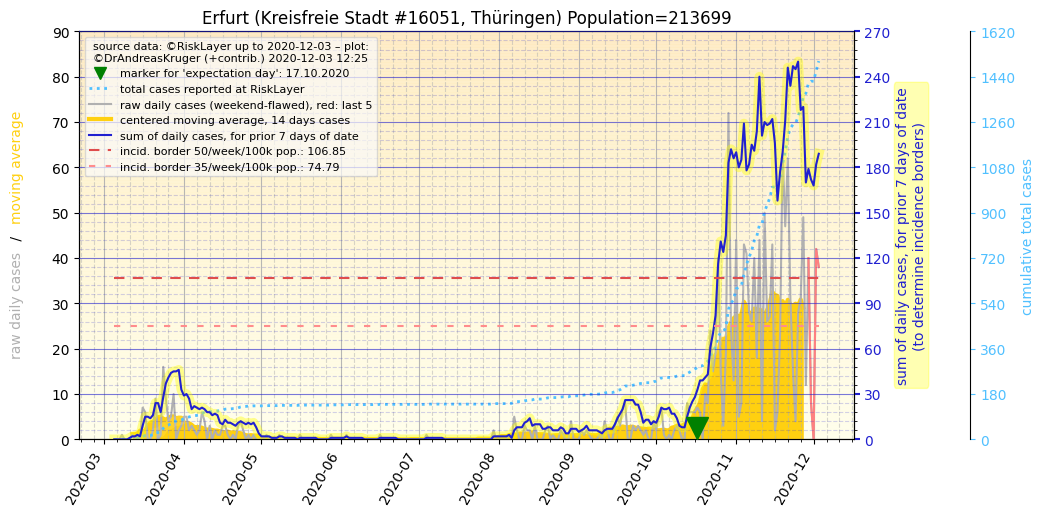 Erfurt (Kreisfreie Stadt #16051, Thüringen) Population=213699
source data: ©RiskLayer up to 2020-12-03 – plot:
©DrAndreasKruger (+contrib.) 2020-12-03 12:25
marker for 'expectation day': 17.10.2020
total cases reported at RiskLayer
raw daily cases (weekend-flawed), red: last 5
centered moving average, 14 days cases
sum of daily cases, for prior 7 days of date
incid. border 50/week/100k pop.: 106.85
incid. border 35/week/100k pop.: 74.79
raw daily cases / moving average
90
80
70
60
50
40
30
20
10
0
270
240
210
180
150
120
90
60
30
0
sum of daily cases, for prior 7 days of date
(to determine incidence borders)
1620
1440
1260
1080
900
720
540
360
180
0
cumulative total cases
2020-03
2020-04
2020-05
2020-06
2020-07
2020-08
2020-09
2020-10
2020-11
2020-12